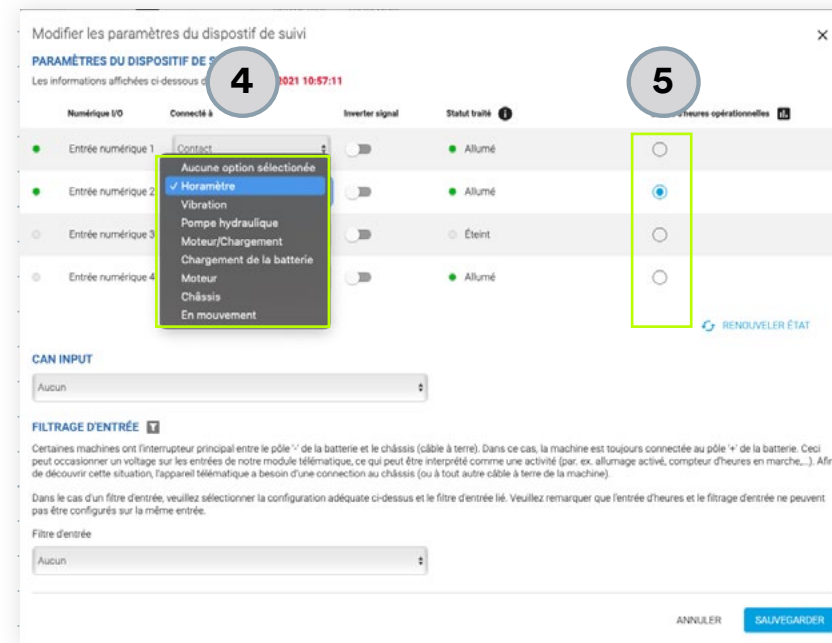 Modifier les paramètres du dispostif de suivi
PARAMÈTRES DU DISPOSITIF DE
Les informations affichées ci-dessous 2021 10:57:11
4
5
Numérique I/O Connecté à Inverter signal Statut traité d'heures opérationnelles
Entrée numérique 1 Contact Allumé
Aucune option sélectionée
Entrée numérique 2 ✓ Horamètre Allumé
Vibration
Pompe hydraulique
Entrée numérique 3 Moteur/Chargement Éteint
Chargement de la batterie
Entrée numérique 4 Moteur Allumé
Châssis
En mouvement
RENOUVELER ÉTAT
CAN INPUT
Aucun
FILTRAGE D'ENTRÉE
Certaines machines ont l'interrupteur principal entre le pôle '-' de la batterie et le châssis (câble à terre). Dans ce cas, la machine est toujours connectée au pôle '+' de la batterie. Ceci
peut occasionner un voltage sur les entrées de notre module télématique, ce qui peut être interprété comme une activité (par. ex. allumage activé, compteur d'heures en marche,...). Afin
de découvrir cette situation, l'appareil télématique a besoin d'une connection au châssis (ou à tout autre câble à terre de la machine).
Dans le cas d'un filtre d'entrée, veuillez sélectionner la configuration adéquate ci-dessus et le filtre d'entrée lié. Veuillez remarquer que l'entrée d'heures et le filtrage d'entrée ne peuvent
pas être configurés sur la même entrée.
Filtre d'entrée
Aucun
ANNULER SAUVEGARDER